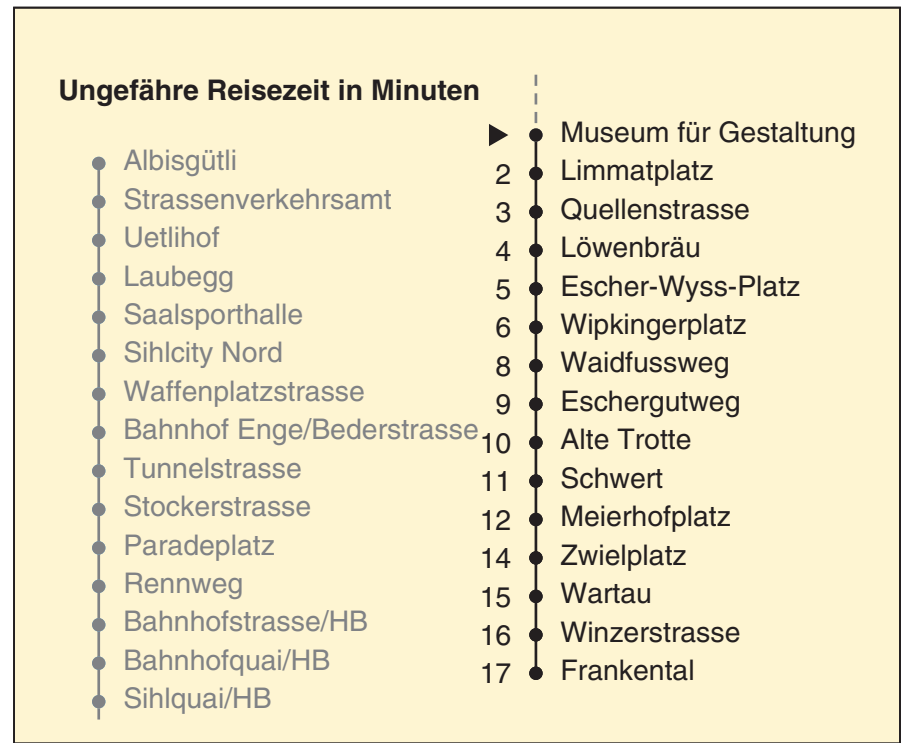 Ungefähre Reisezeit in Minuten
Albisgütli
Strassenverkehrsamt
Uetlihof
Laubegg
Saalsporthalle
Sihlcity Nord
Waffenplatzstrasse
Bahnhof Enge/Bederstrasse
Tunnelstrasse
Stockerstrasse
Paradeplatz
Rennweg
Bahnhofstrasse/HB
Bahnhofquai/HB
Sihlquai/HB
Museum für Gestaltung
2 Limmatplatz
3 Quellenstrasse
4 Löwenbräu
5 Escher-Wyss-Platz
6 Wipkingerplatz
8 Waidfussweg
9 Eschergutweg
10 Alte Trotte
11 Schwert
12 Meierhofplatz
14 Zwielplatz
15 Wartau
16 Winzerstrasse
17 Frankental